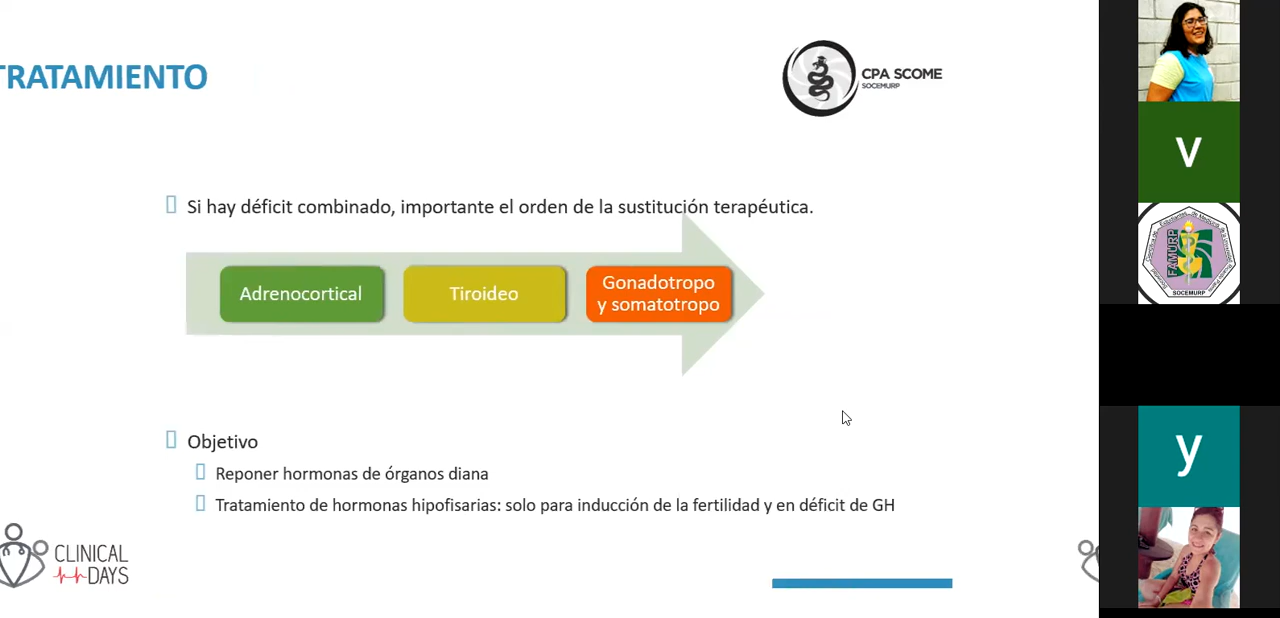 TRATAMIENTO
CPA SCOME
SOCEMURP
Si hay déficit combinado, importante el orden de la sustitución terapéutica.
Adrenocortical
Tiroideo
Gonadotropo
y somatotropo
Objetivo
Reponer hormonas de órganos diana
Tratamiento de hormonas hipofisarias: solo para inducción de la fertilidad y en déficit de GH
CLINICAL
DAYS
V
FAMURP
SOCEMURP
y